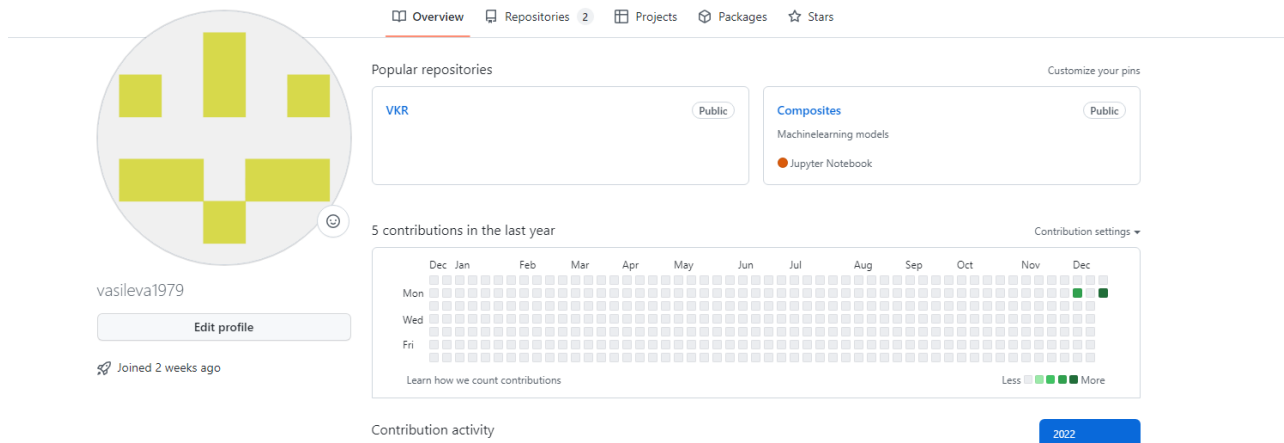 Overview Repositories 2 Projects Packages Stars
Popular repositories Customize your pins
VKR Public
Composites Public
Machinelearning models
Jupyter Notebook
5 contributions in the last year Contribution settings
Dec Jan Feb Mar Apr May Jun Jul Aug Sep Oct Nov Dec
Mon
Wed
Fri
Learn how we count contributions Less More
vasileva1979
Edit profile
Joined 2 weeks ago
Contribution activity 2022